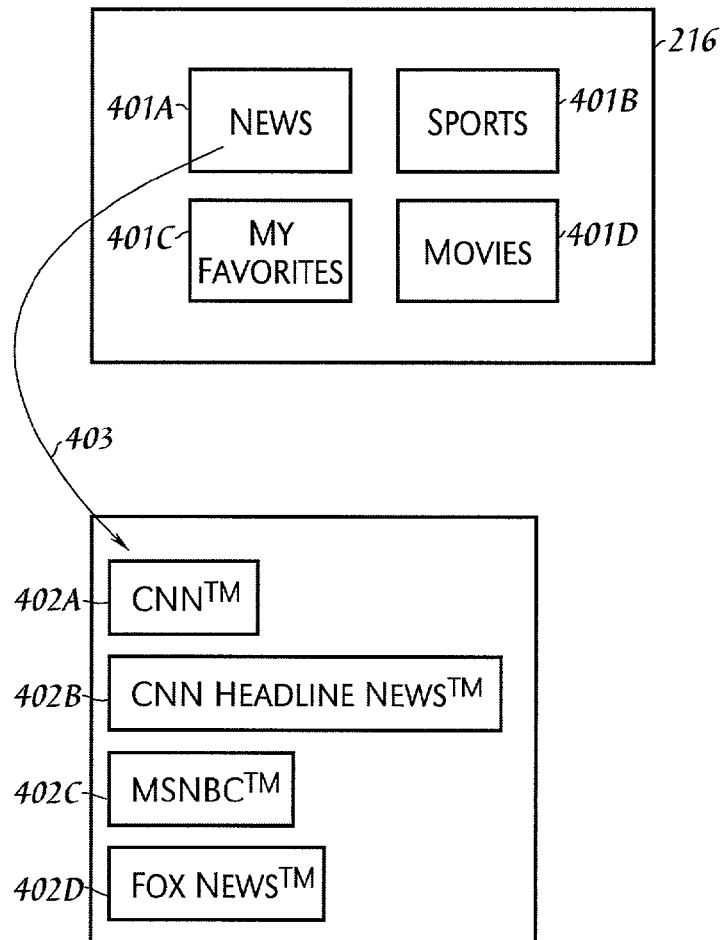 216
401A
NEWS
SPORTS
401B
401C
MY
FAVORITES
MOVIES
401D
403
402A
CNN™
402B
CNN HEADLINE NEWS™
402C
MSNBC™
402D
FOX NEWS™